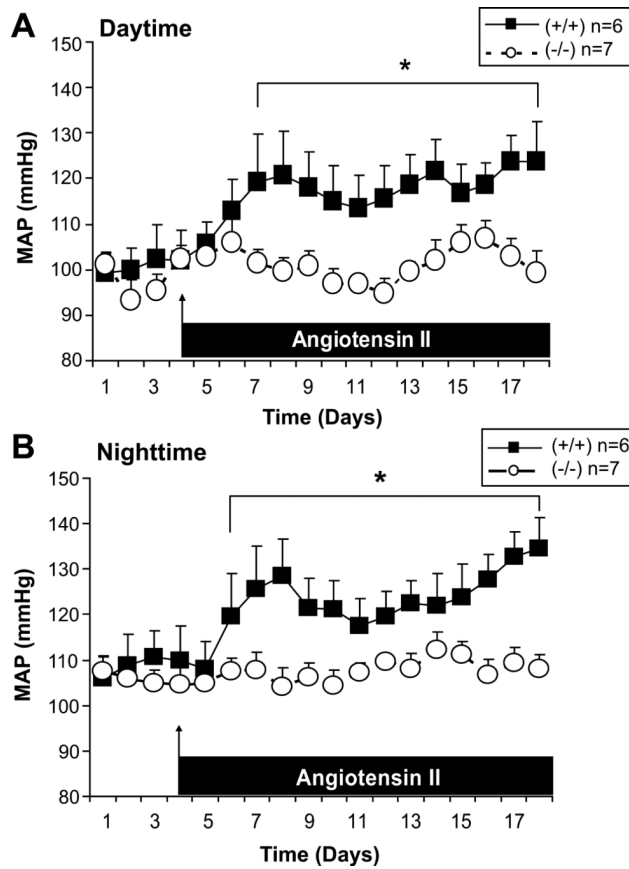 A
Daytime
(+/+) n=6
(-/-) n=7
*
150
140
130
120
110
100
90
80
MAP (mmHg)
Angiotensin II
1 3 5 7 9 11 13 15 17
Time (Days)
B
Nighttime
(+/+) n=6
(-/-) n=7
*
150
140
130
120
110
100
90
80
MAP (mmHg)
Angiotensin II
1 3 5 7 9 11 13 15 17
Time (Days)